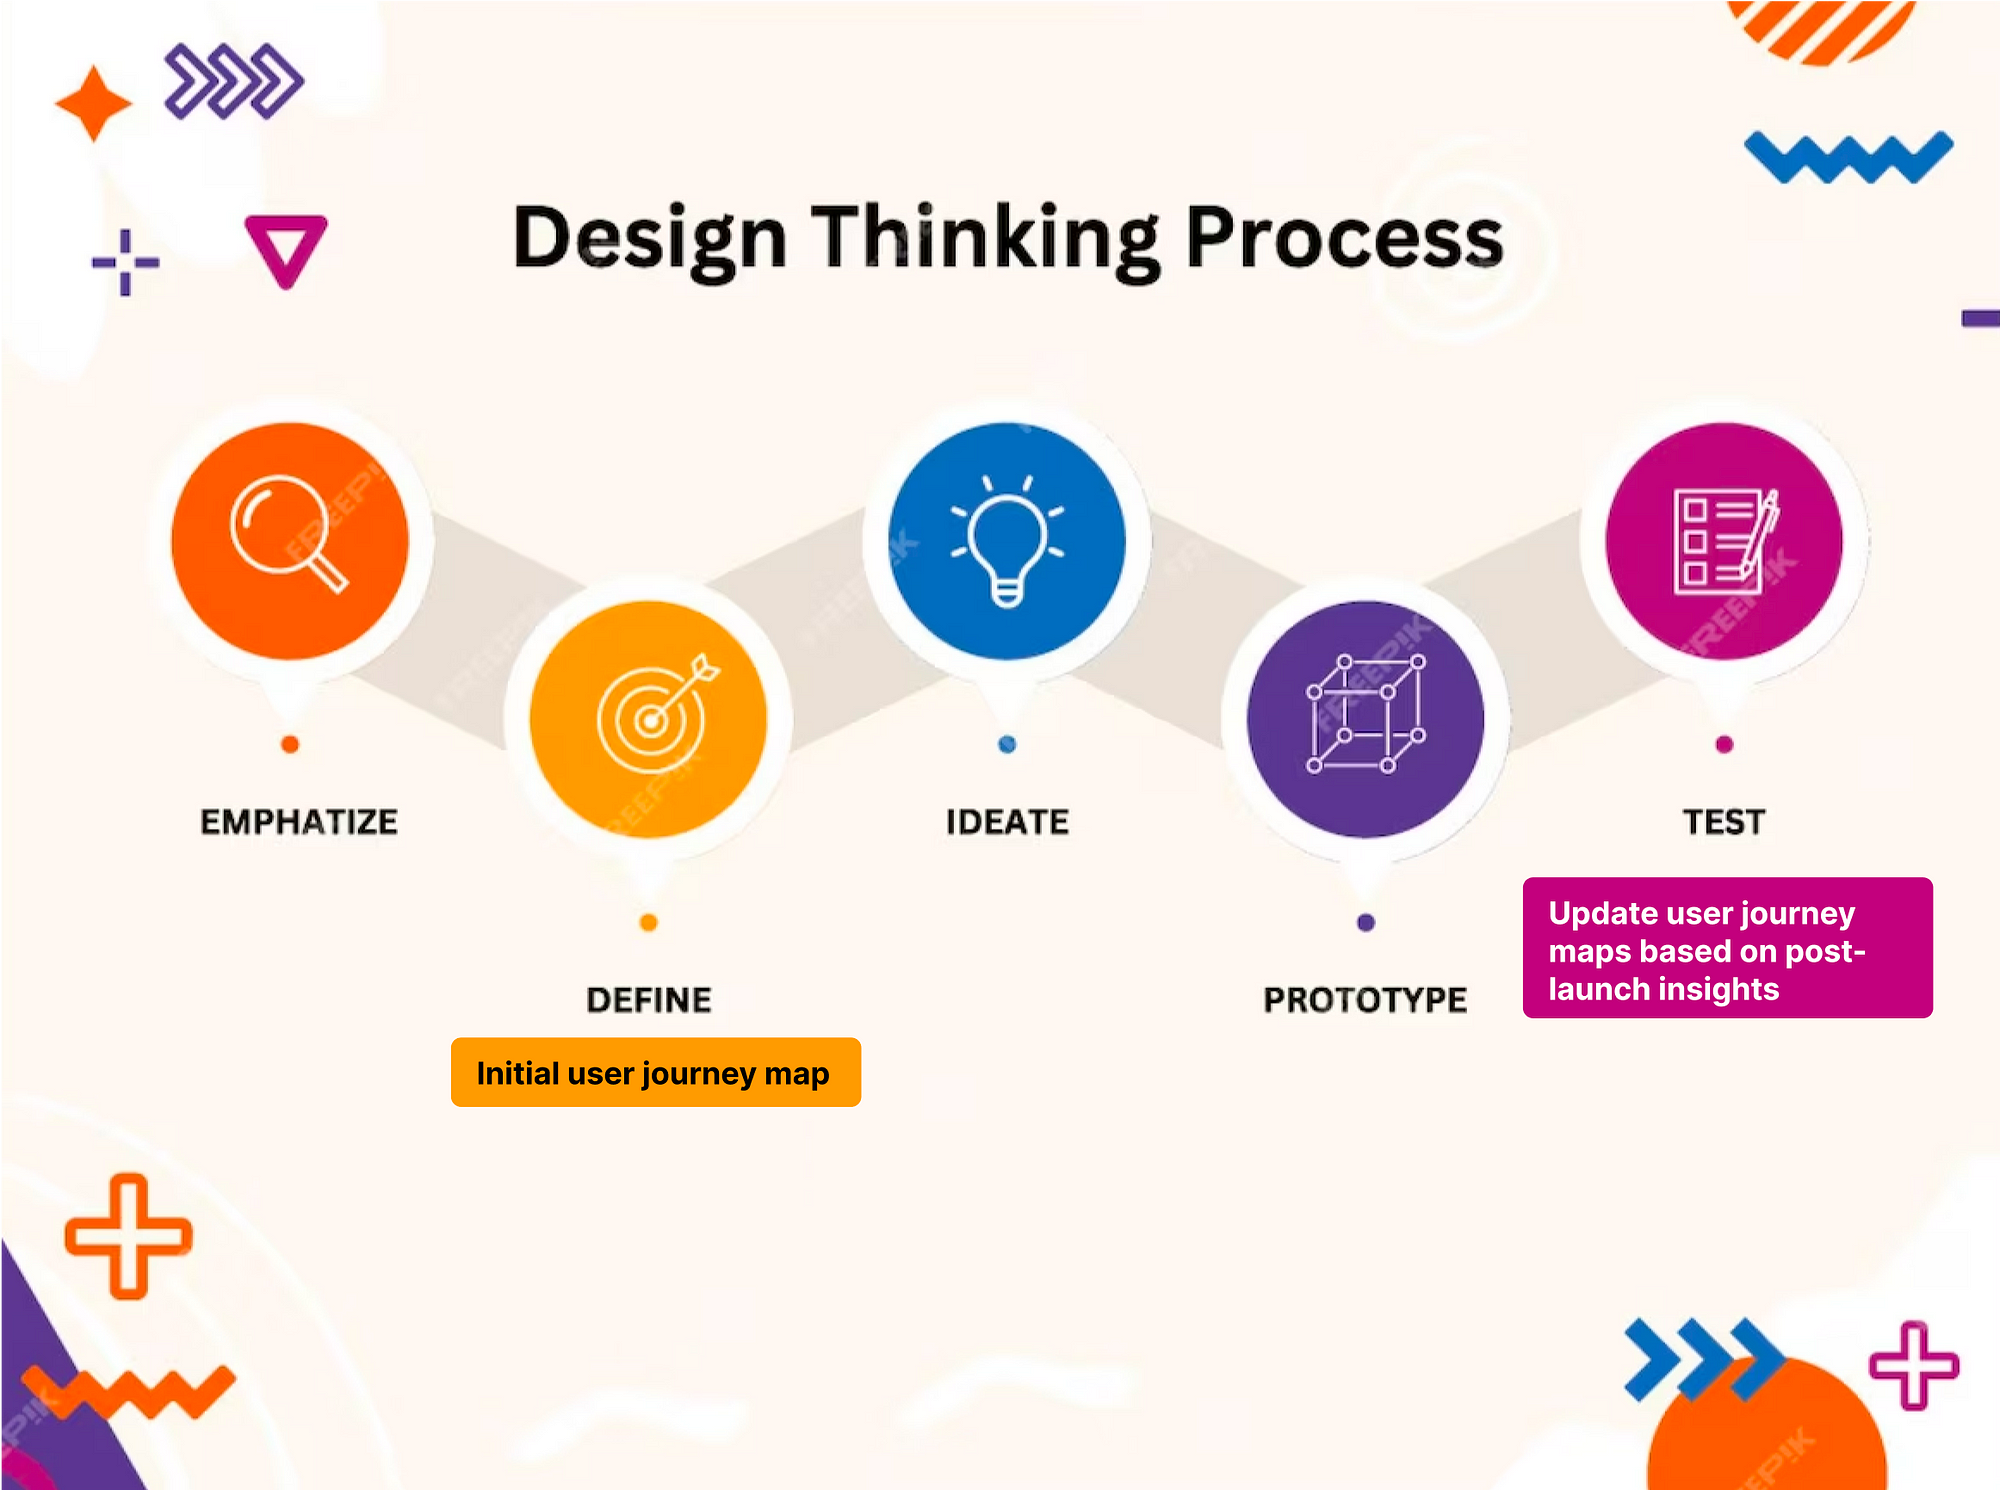 Design Thinking Process
EMPHATIZE
IDEATE
TEST
DEFINE
PROTOTYPE
Update user journey
maps based on post-
launch insights
Initial user journey map
FREEPIK